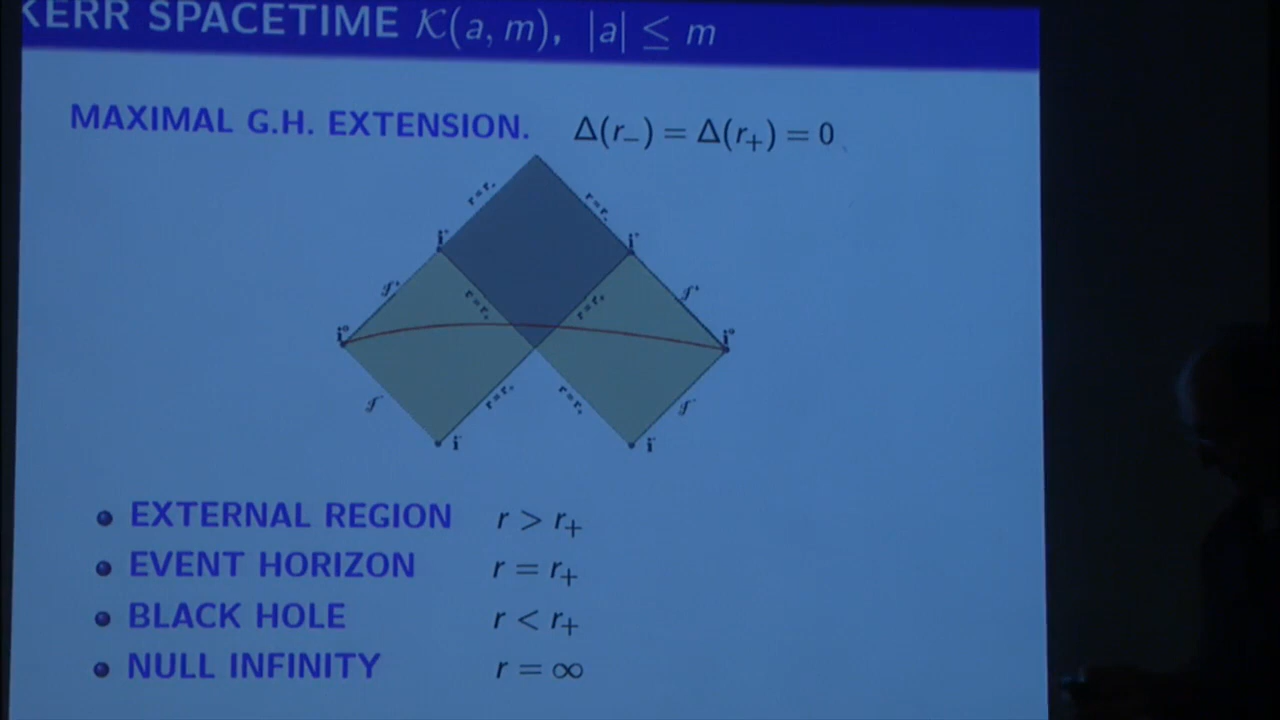 KERR SPACETIME 𝒦(a, m), |a| ≤ m
MAXIMAL G.H. EXTENSION. Δ(r₋) = Δ(r₊) = 0
EXTERNAL REGION r > r₊
EVENT HORIZON r = r₊
BLACK HOLE r < r₊
NULL INFINITY r = ∞